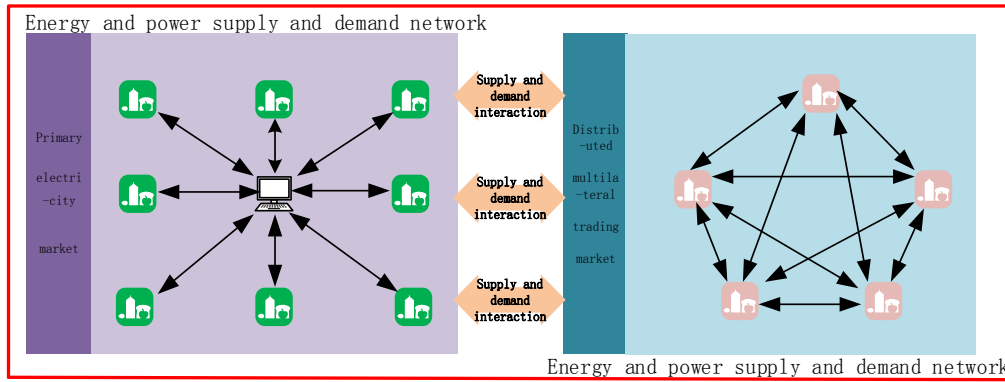 Energy and power supply and demand network
Primary
electri
-city
market
Supply and
demand
interaction
Supply and
demand
interaction
Supply and
demand
interaction
Distrib
-uted
multila
-teral
trading
market
Energy and power supply and demand network